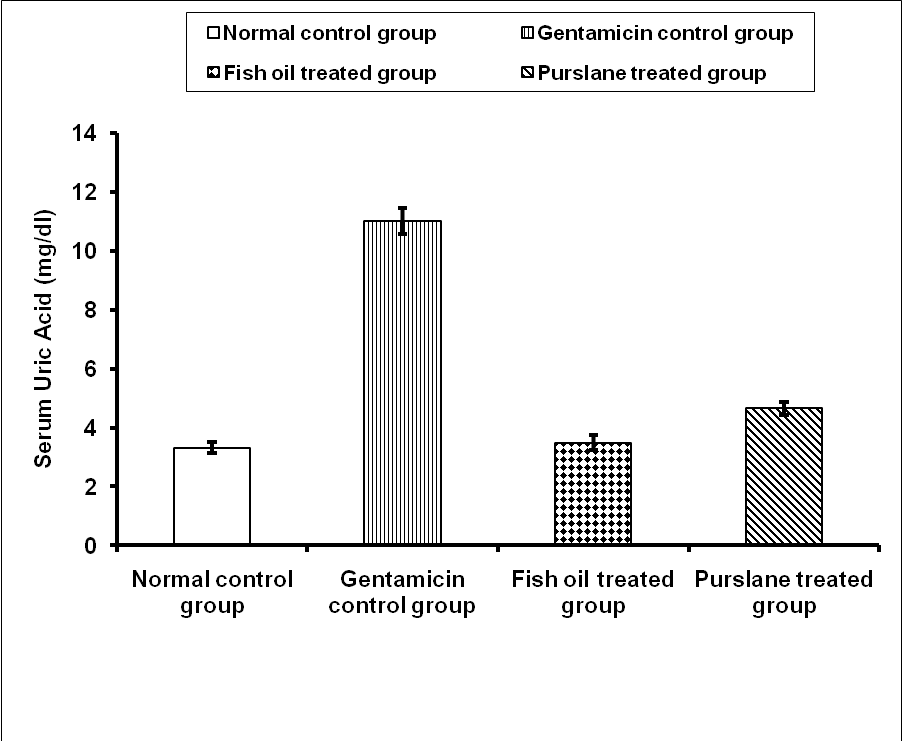 Normal control group
Gentamicin control group
Fish oil treated group
Purslane treated group
14
12
10
8
6
4
2
0
Serum Uric Acid (mg/dl)
Normal control
group
Gentamicin
control group
Fish oil treated
group
Purslane treated
group